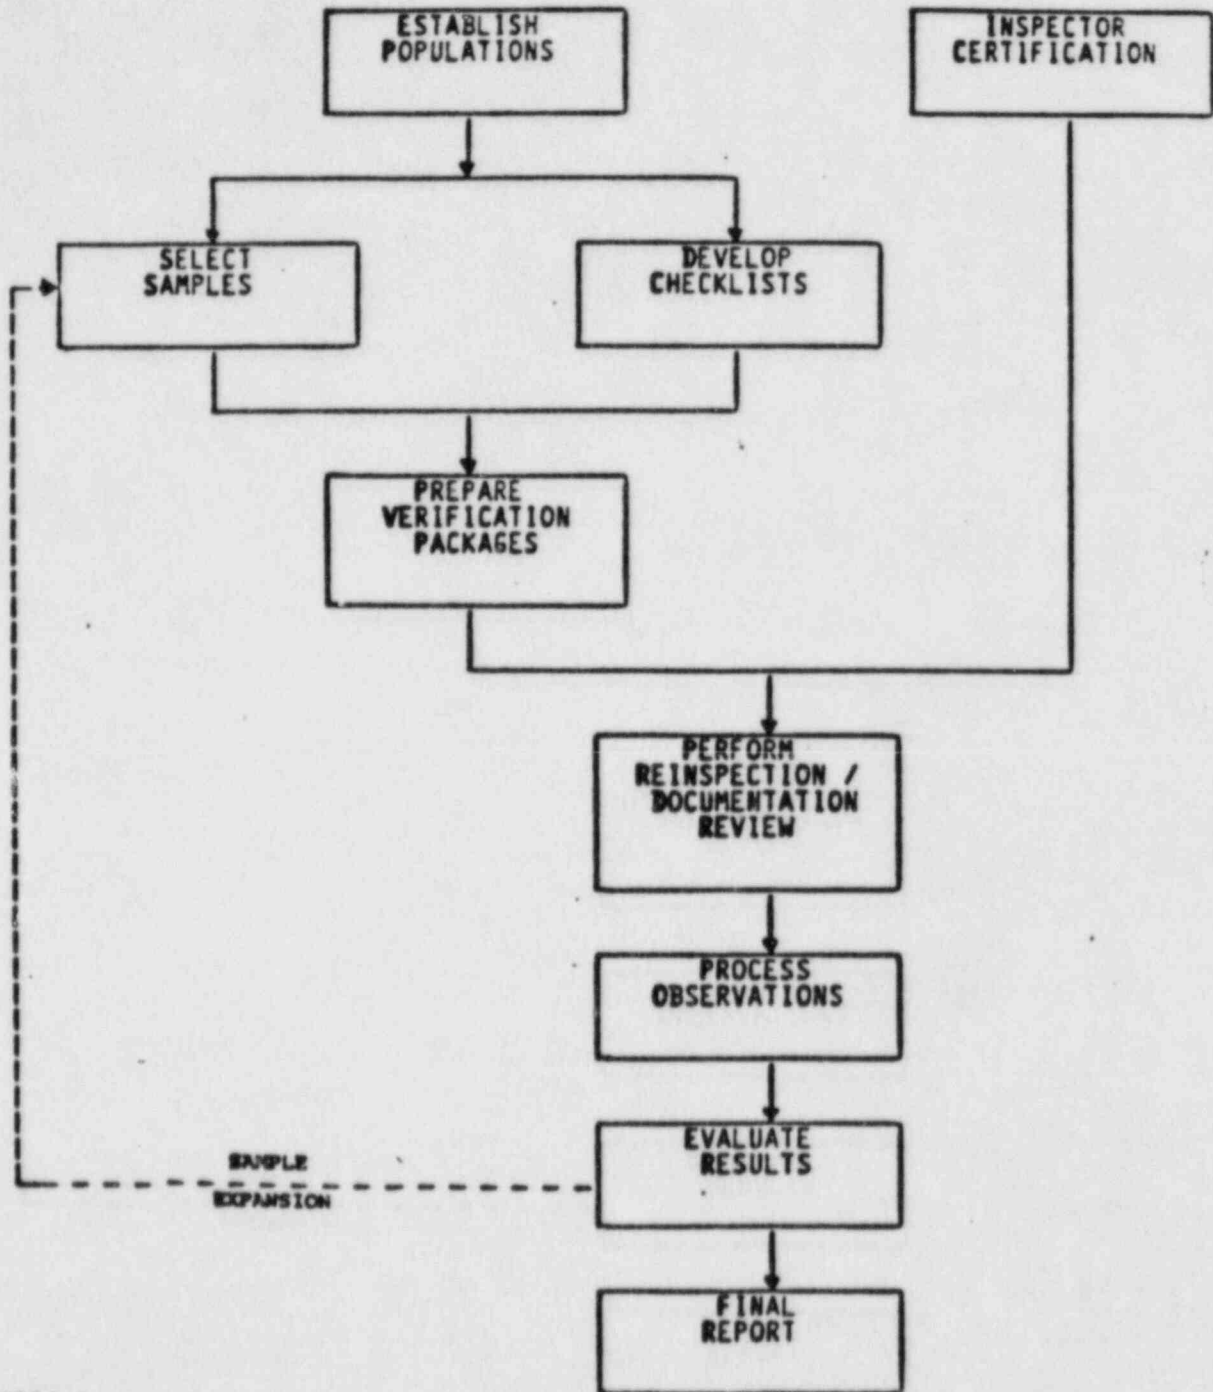 ESTABLISH
POPULATIONS
INSPECTOR
CERTIFICATION
SELECT
SAMPLES
DEVELOP
CHECKLISTS
PREPARE
VERIFICATION
PACKAGES
PERFORM
REINSPECTION /
DOCUMENTATION
REVIEW
PROCESS
OBSERVATIONS
EVALUATE
RESULTS
SAMPLE
EXPANSION
FINAL
REPORT